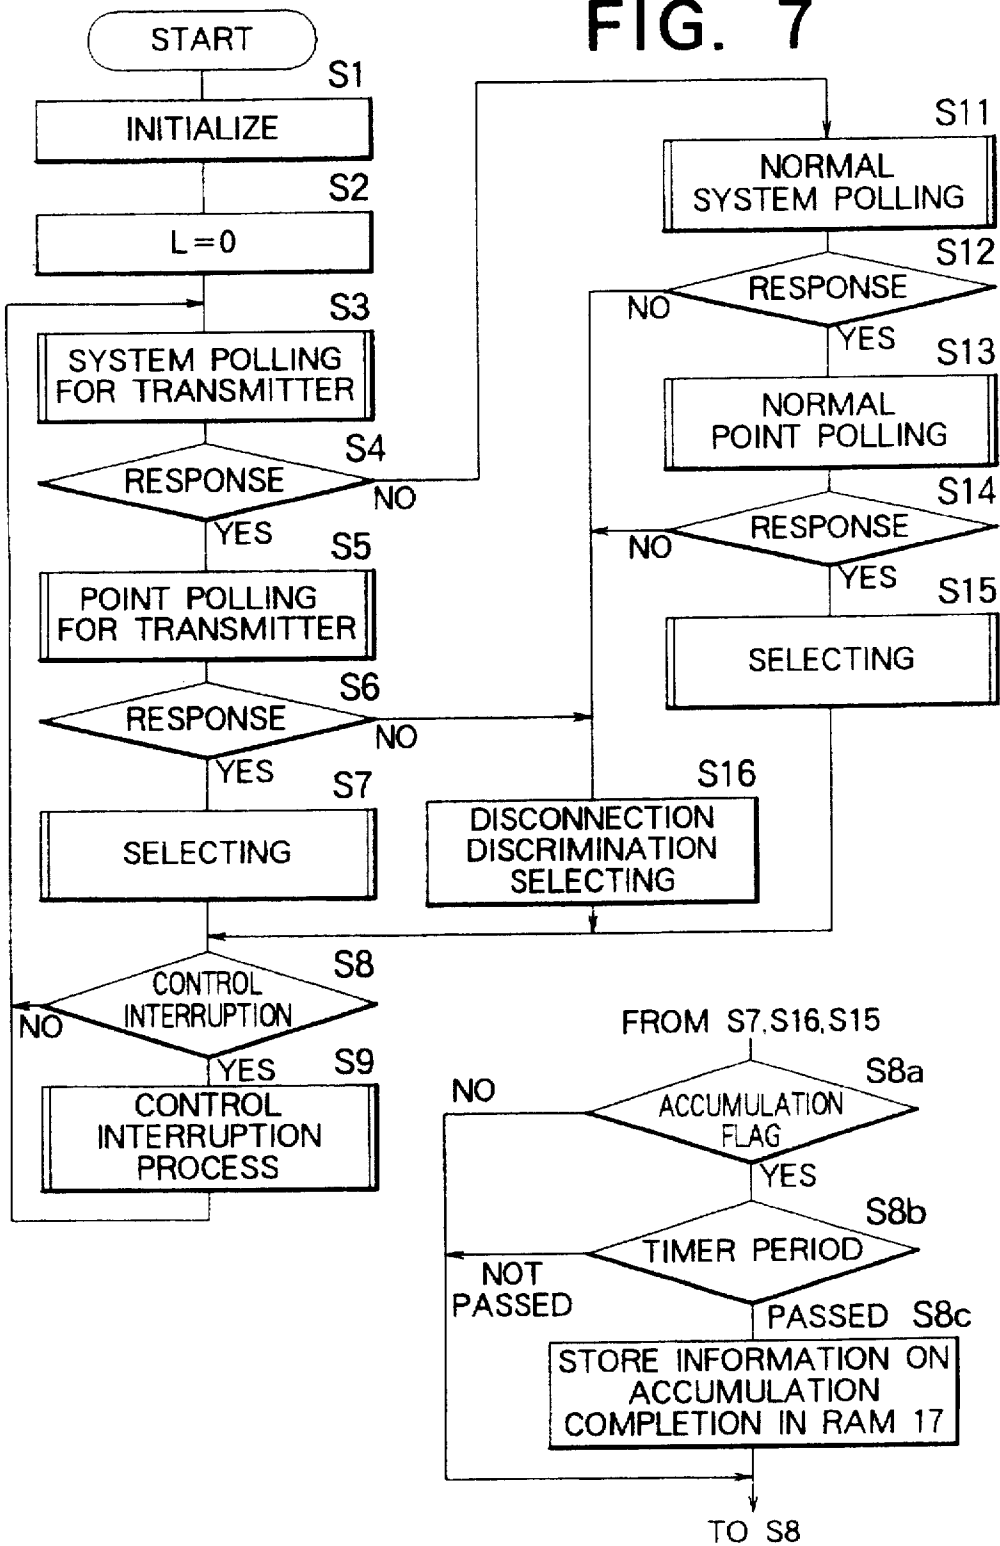 FIG. 7
START
S1
INITIALIZE
S2
L=0
S3
SYSTEM POLLING
FOR TRANSMITTER
S4
RESPONSE
NO
YES
S5
POINT POLLING
FOR TRANSMITTER
S6
RESPONSE
NO
YES
S7
SELECTING
S8
CONTROL
INTERRUPTION
NO
YES
S9
CONTROL
INTERRUPTION
PROCESS
S11
NORMAL
SYSTEM POLLING
S12
RESPONSE
NO
YES
S13
NORMAL
POINT POLLING
S14
RESPONSE
NO
YES
S15
SELECTING
S16
DISCONNECTION
DISCRIMINATION
SELECTING
FROM S7,S16,S15
S8a
NO
ACCUMULATION
FLAG
YES
S8b
TIMER PERIOD
NOT
PASSED
PASSED S8c
STORE INFORMATION ON
ACCUMULATION
COMPLETION IN RAM 17
TO S8